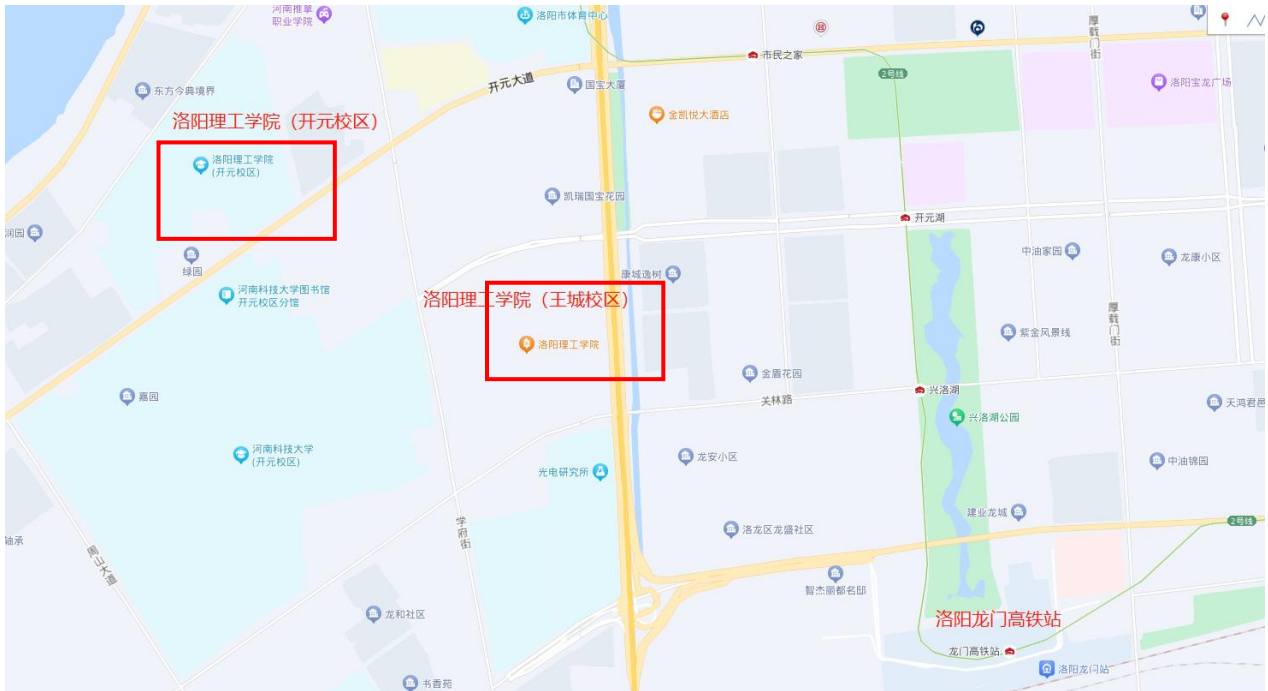 河南推拿
职业学院
洛阳市体育中心
市民之家
厚载门街
2号线
东方今典境界
开元大道
国宝大厦
洛阳宝龙广场
金凯悦大酒店
洛阳理工学院（开元校区）
洛阳理工学院
(开元校区)
凯瑞国宝花园
开元湖
润园
绿园
中油家园
龙康小区
康城逸树
河南科技大学图书馆
开元校区分馆
洛阳理工学院（王城校区）
厚载门街
紫金风景线
洛阳理工学院
金盾花园
兴洛湖
嘉园
关林路
天鸿君邑
兴洛湖公园
河南科技大学
(开元校区)
龙安小区
中油锦园
光电研究所
建业龙城
2号线
学府街
洛龙区龙盛社区
轴承
周山大道
智杰丽都名邸
龙和社区
洛阳龙门高铁站
龙门高铁站
洛阳龙门站
书香苑